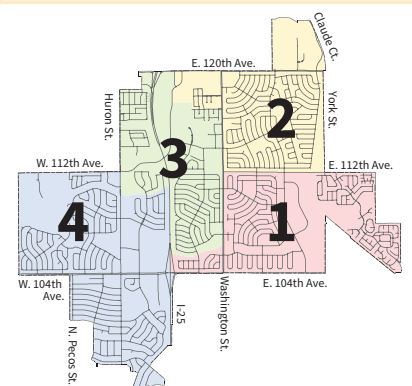 Claude Ct.
E. 120th Ave.
Huron St.
York St.
2
3
W. 112th Ave.
E. 112th Ave.
4
1
W. 104th
Ave.
E. 104th Ave.
I-25
Washington St.
N. Pecos St.